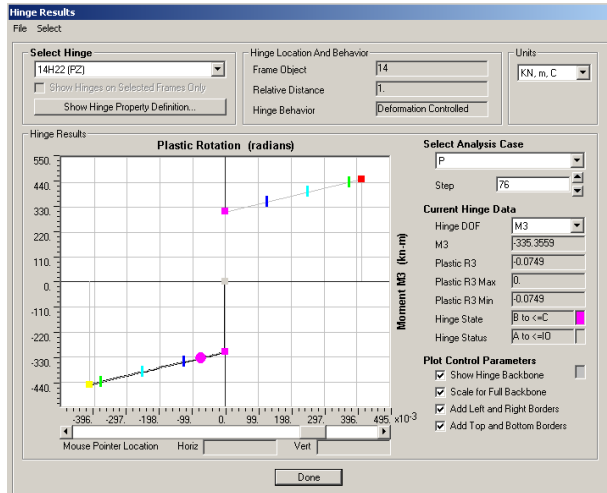 Hinge Results
File Select
Select Hinge
14H22 (PZ)
Show Hinges on Selected Frames Only
Show Hinge Property Definition...
Hinge Location And Behavior
Frame Object 14
Relative Distance 1.
Hinge Behavior Deformation Controlled
Units
KN, m, C
Hinge Results
Plastic Rotation (radians)
550.
440.
330.
220.
110.
0.
-110.
-220.
-330.
-440.
-396. -297. -198. -99. 0. 99. 198. 297. 396. 495. x10-3
Moment M3 (kn-m)
Mouse Pointer Location Horiz Vert
Select Analysis Case
P
Step 76
Current Hinge Data
Hinge DOF M3
M3 -335.3559
Plastic R3 -0.0749
Plastic R3 Max 0.
Plastic R3 Min -0.0749
Hinge State B to <=C
Hinge Status A to <=IO
Plot Control Parameters
Show Hinge Backbone
Scale for Full Backbone
Add Left and Right Borders
Add Top and Bottom Borders
Done